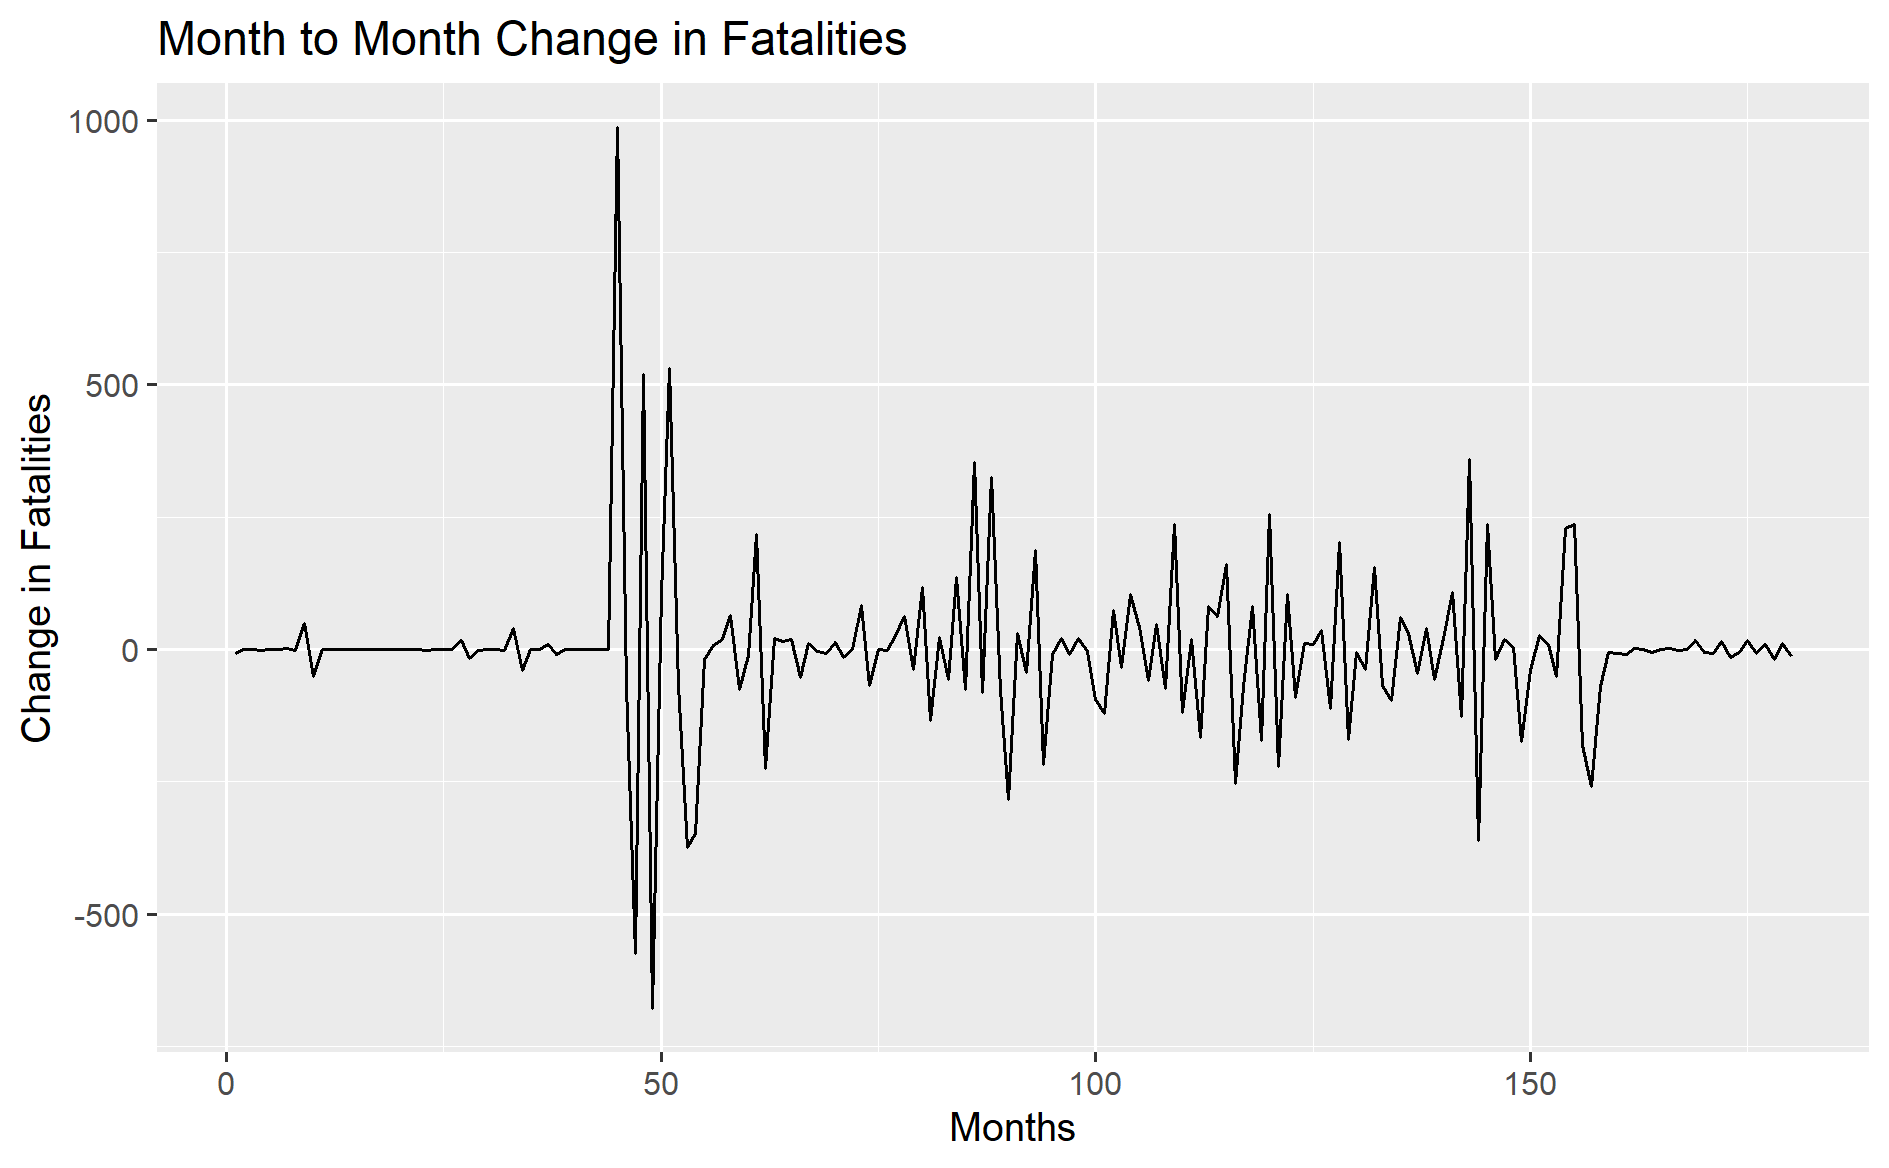 Month to Month Change in Fatalities
1000
500
0
-500
Change in Fatalities
0 50 100 150
Months